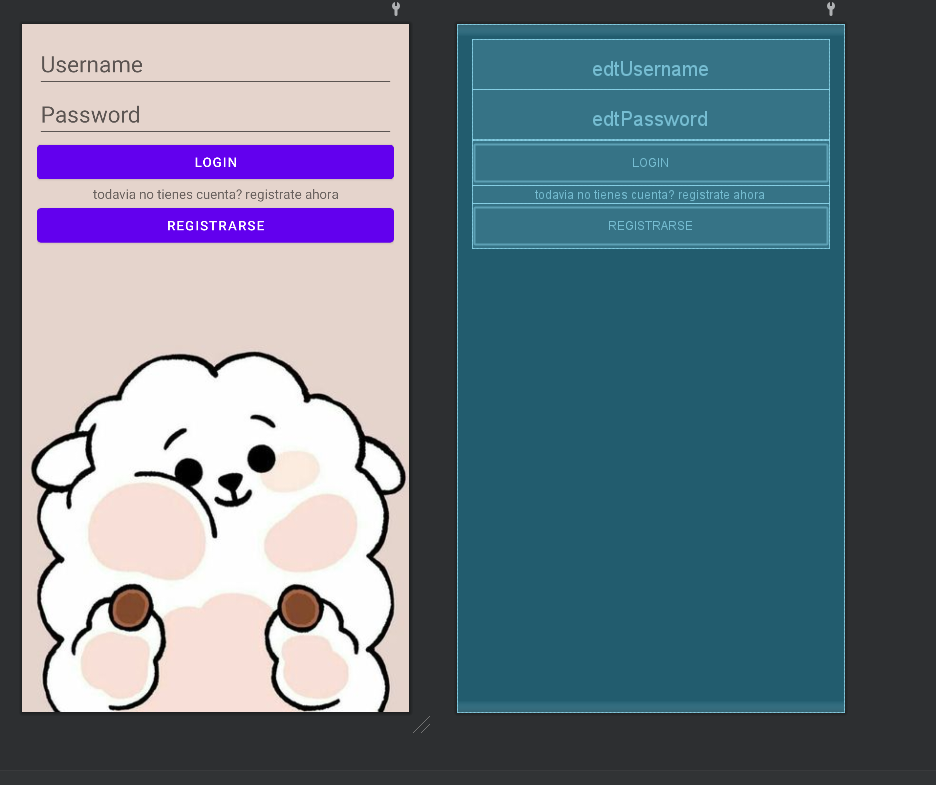 Username
Password
LOGIN
todavia no tienes cuenta? registrate ahora
REGISTRARSE
edtUsername
edtPassword
LOGIN
todavia no tienes cuenta? registrate ahora
REGISTRARSE